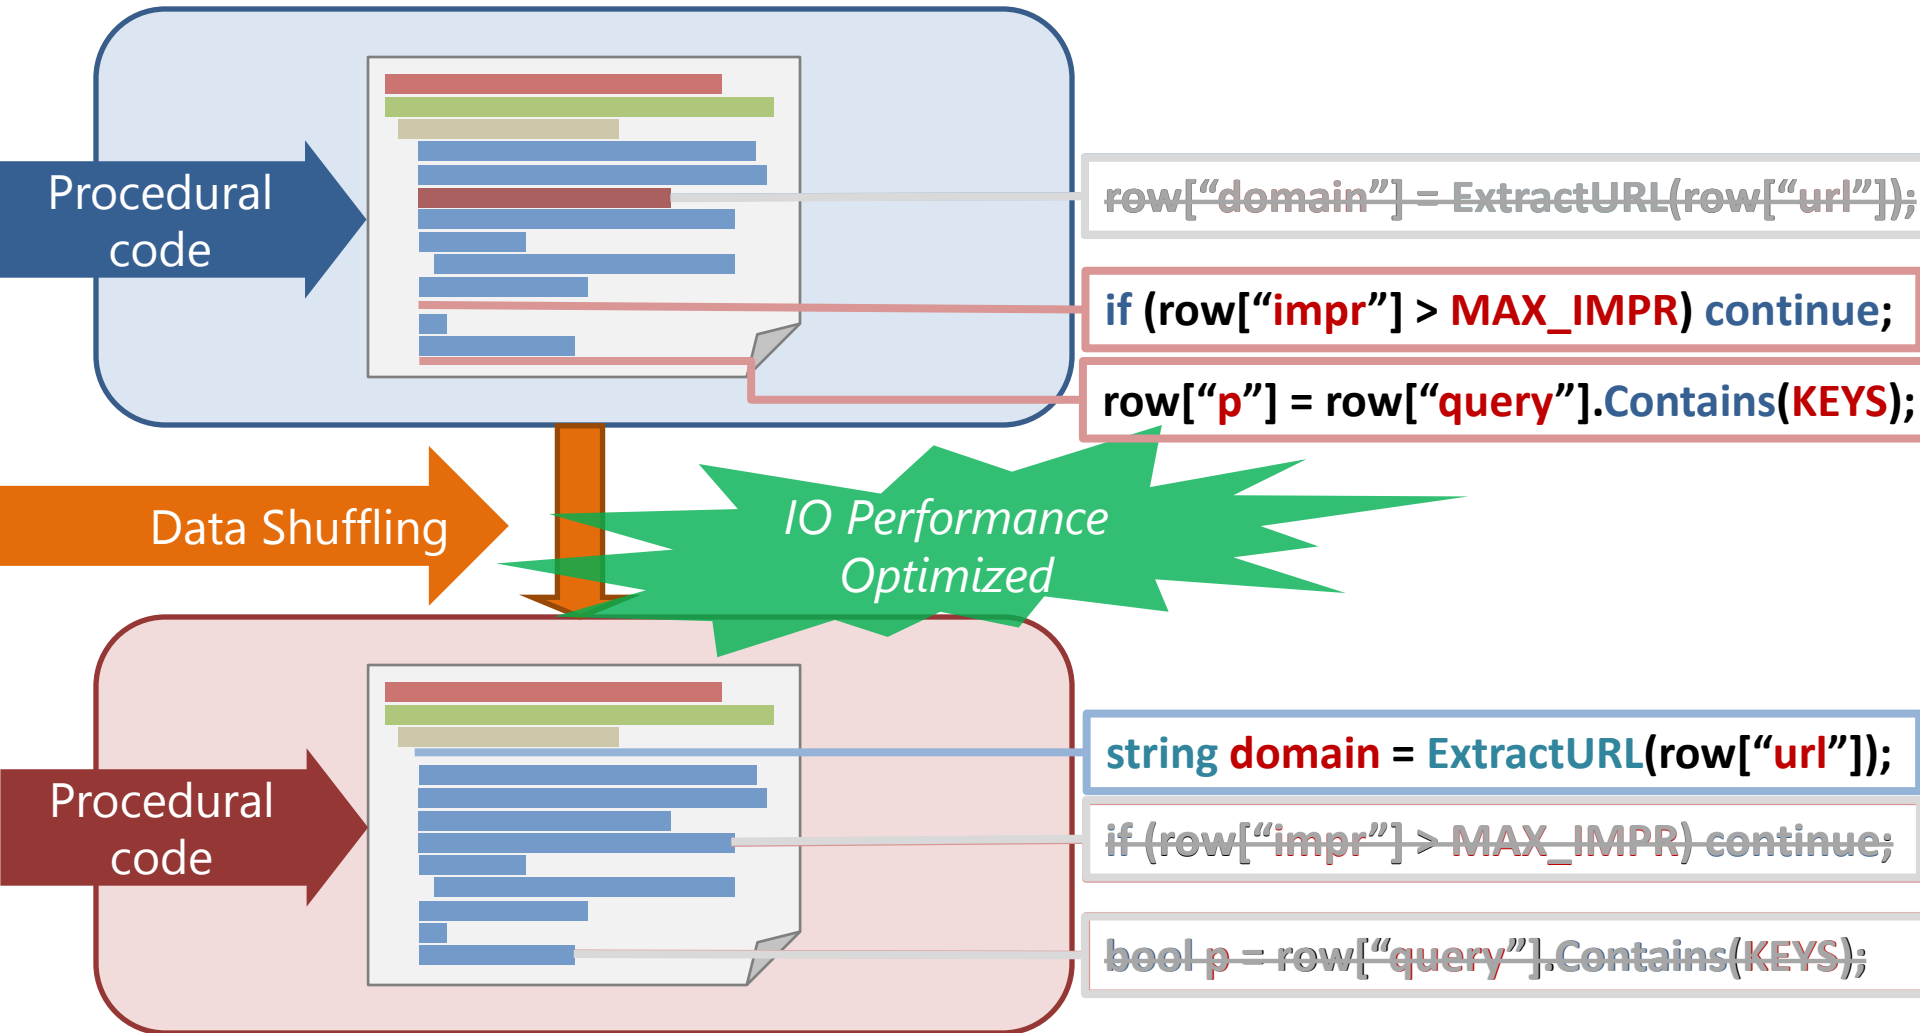 Procedural
code
row[“domain”] = ExtractURL(row[“url”]);
if (row[“impr”] > MAX_IMPR) continue;
row[“p”] = row[“query”].Contains(KEYS);
Data Shuffling
IO Performance
Optimized
Procedural
code
string domain = ExtractURL(row[“url”]);
if (row[“impr”] > MAX_IMPR) continue;
bool p = row[“query”].Contains(KEYS);